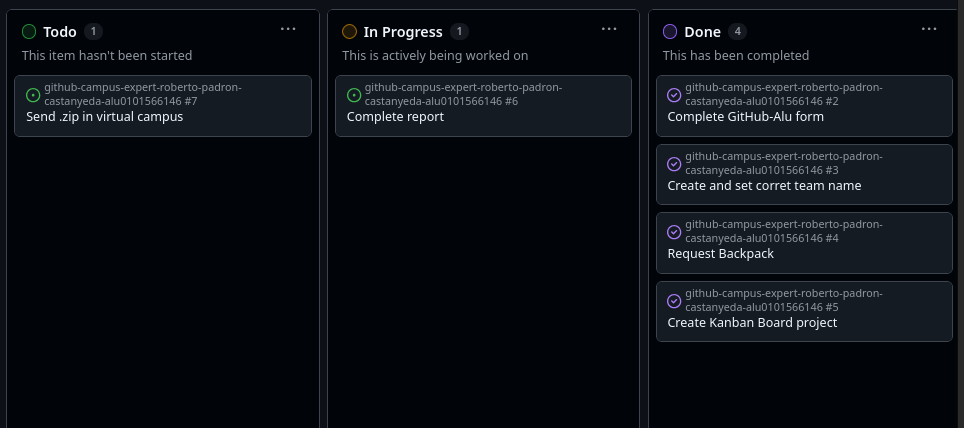 Todo 1
This item hasn't been started
github-campus-expert-roberto-padron-
castanyeda-alu0101566146 #7
Send .zip in virtual campus
In Progress 1
This is actively being worked on
github-campus-expert-roberto-padron-
castanyeda-alu0101566146 #6
Complete report
Done 4
This has been completed
github-campus-expert-roberto-padron-
castanyeda-alu0101566146 #2
Complete GitHub-Alu form
github-campus-expert-roberto-padron-
castanyeda-alu0101566146 #3
Create and set corret team name
github-campus-expert-roberto-padron-
castanyeda-alu0101566146 #4
Request Backpack
github-campus-expert-roberto-padron-
castanyeda-alu0101566146 #5
Create Kanban Board project